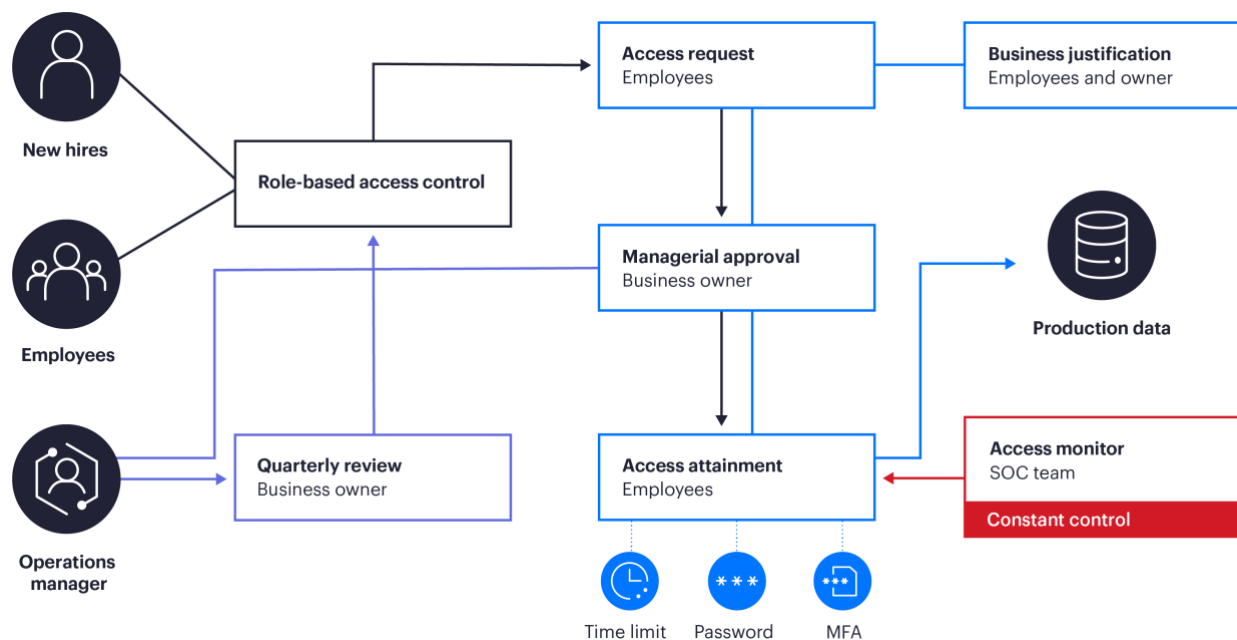 New hires
Employees
Operations
manager
Role-based access control
Quarterly review
Business owner
Access request
Employees
Business justification
Employees and owner
Managerial approval
Business owner
Production data
Access attainment
Employees
Access monitor
SOC team
Constant control
***
***
Time limit
Password
MFA